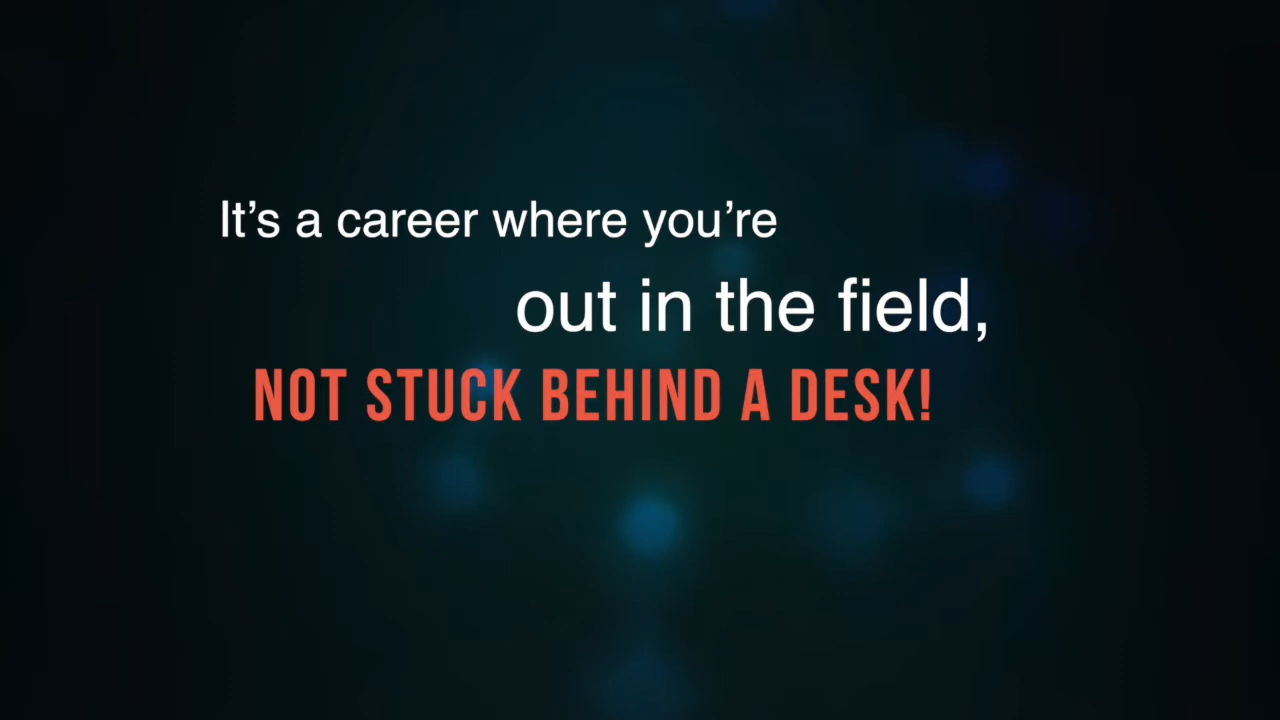 It’s a career where you’re
out in the field,
NOT STUCK BEHIND A DESK!